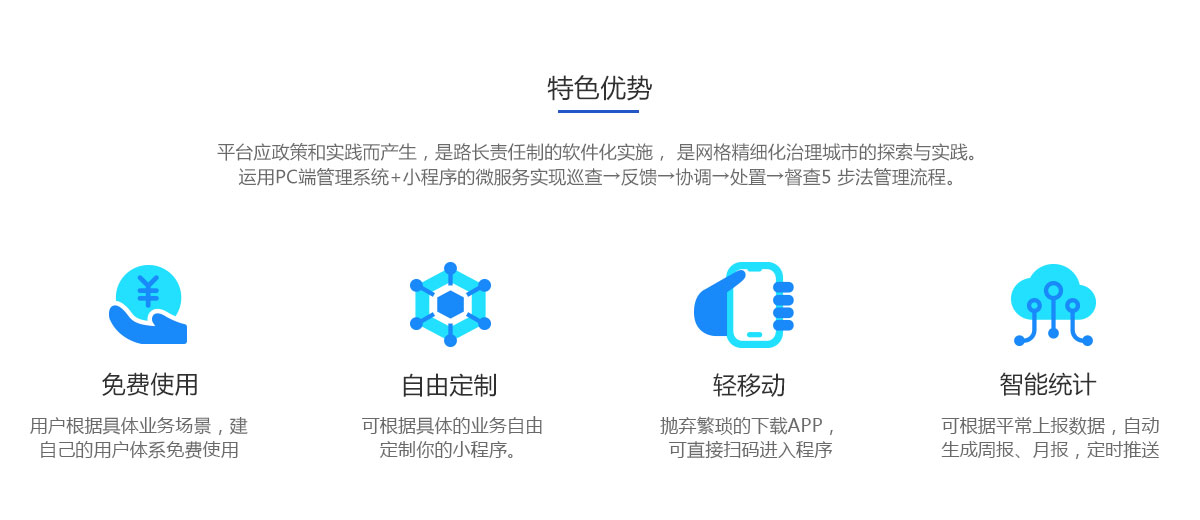 特色优势
平台应政策和实践而产生，是路长责任制的软件化实施， 是网格精细化治理城市的探索与实践。
运用PC端管理系统+小程序的微服务实现巡查→反馈→协调→处置→督查5 步法管理流程。
免费使用
自由定制
轻移动
智能统计
用户根据具体业务场景，建
自己的用户体系免费使用
可根据具体的业务自由
定制你的小程序。
抛弃繁琐的下载APP，
可直接扫码进入程序
可根据平常上报数据，自动
生成周报、月报，定时推送